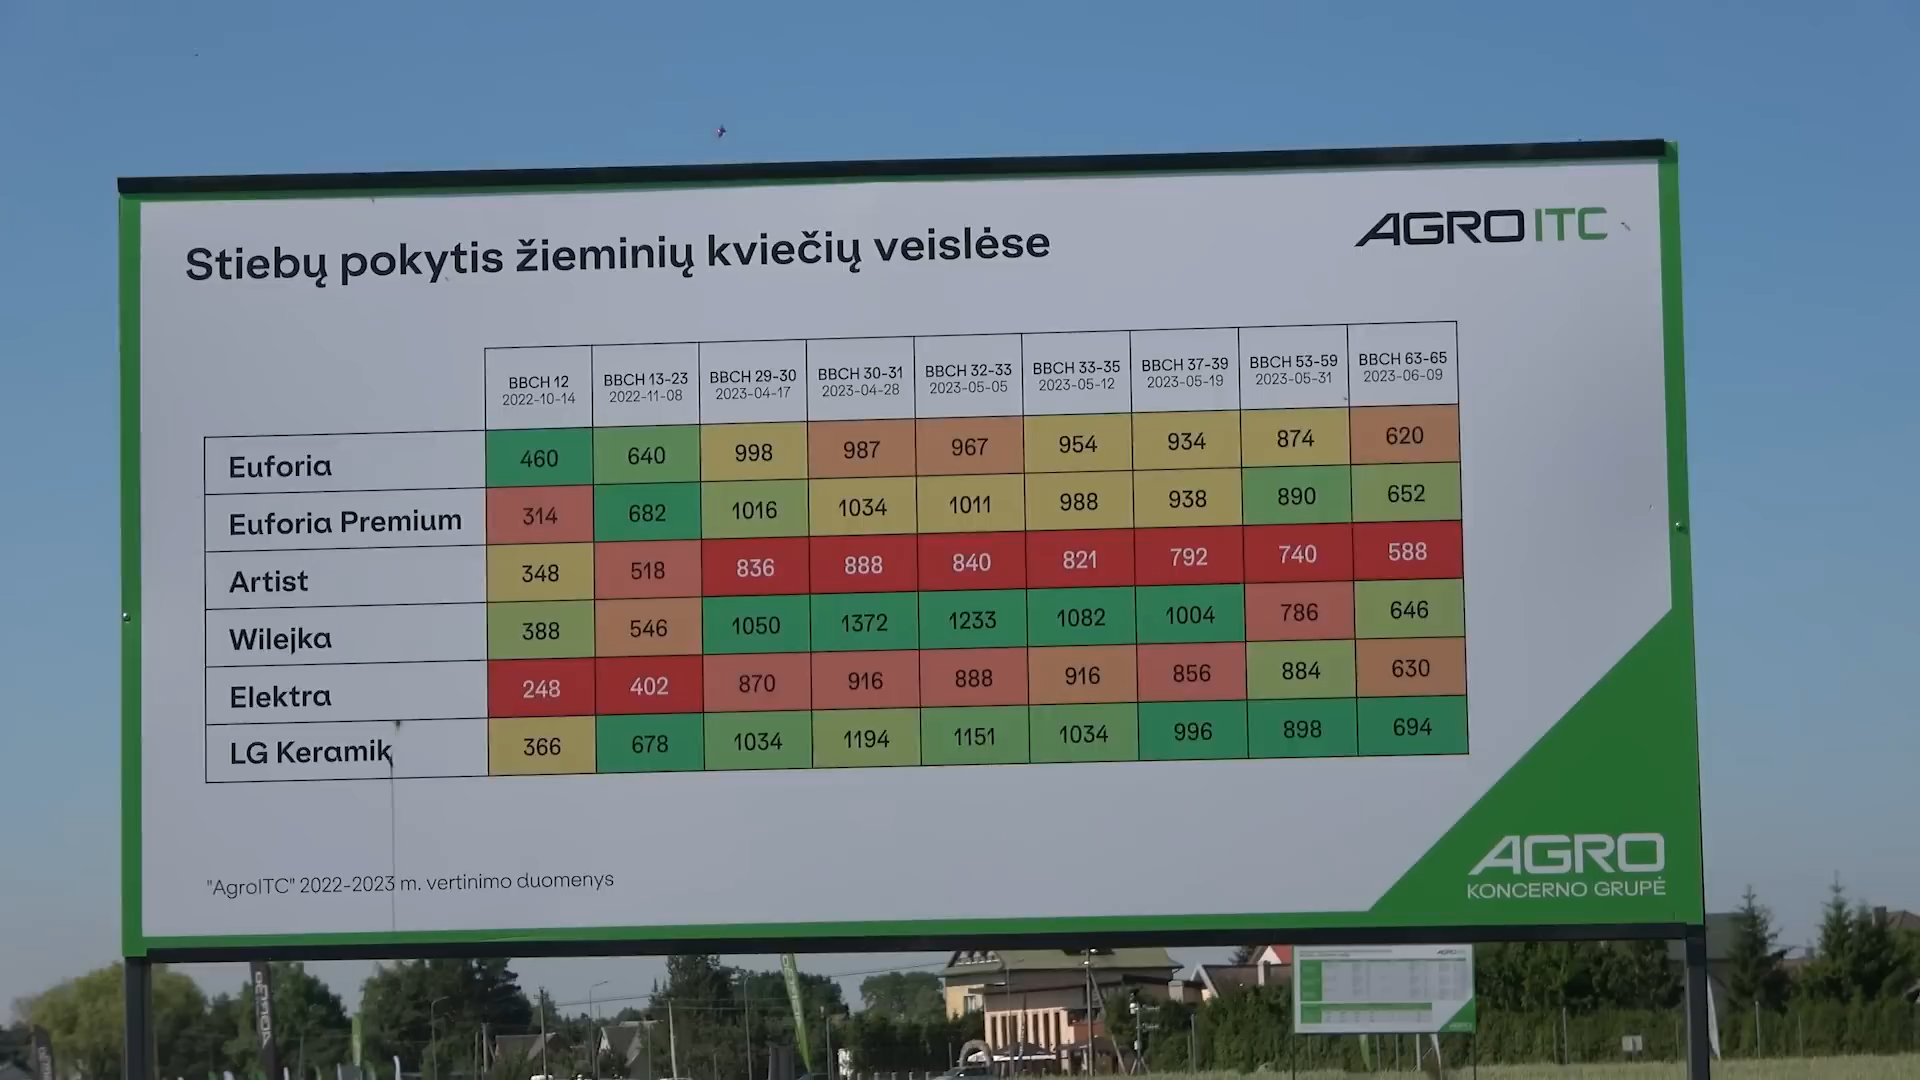 Stiebų pokytis žieminių kviečių veislėse
AGRO ITC
BBCH 12 BBCH 13-23 BBCH 29-30 BBCH 30-31 BBCH 32-33 BBCH 33-35 BBCH 37-39 BBCH 53-59 BBCH 63-65
2022-10-14 2022-11-08 2023-04-17 2023-04-28 2023-05-05 2023-05-12 2023-05-19 2023-05-31 2023-06-09
Euforia 460 640 998 987 967 954 934 874 620
Euforia Premium 314 682 1016 1034 1011 988 938 890 652
Artist 348 518 836 888 840 821 792 740 588
Wilejka 388 546 1050 1372 1233 1082 1004 786 646
Elektra 248 402 870 916 888 916 856 884 630
LG Keramik 366 678 1034 1194 1151 1034 996 898 694
"AgroITC" 2022-2023 m. vertinimo duomenys
AGRO
KONCERNO GRUPĖ